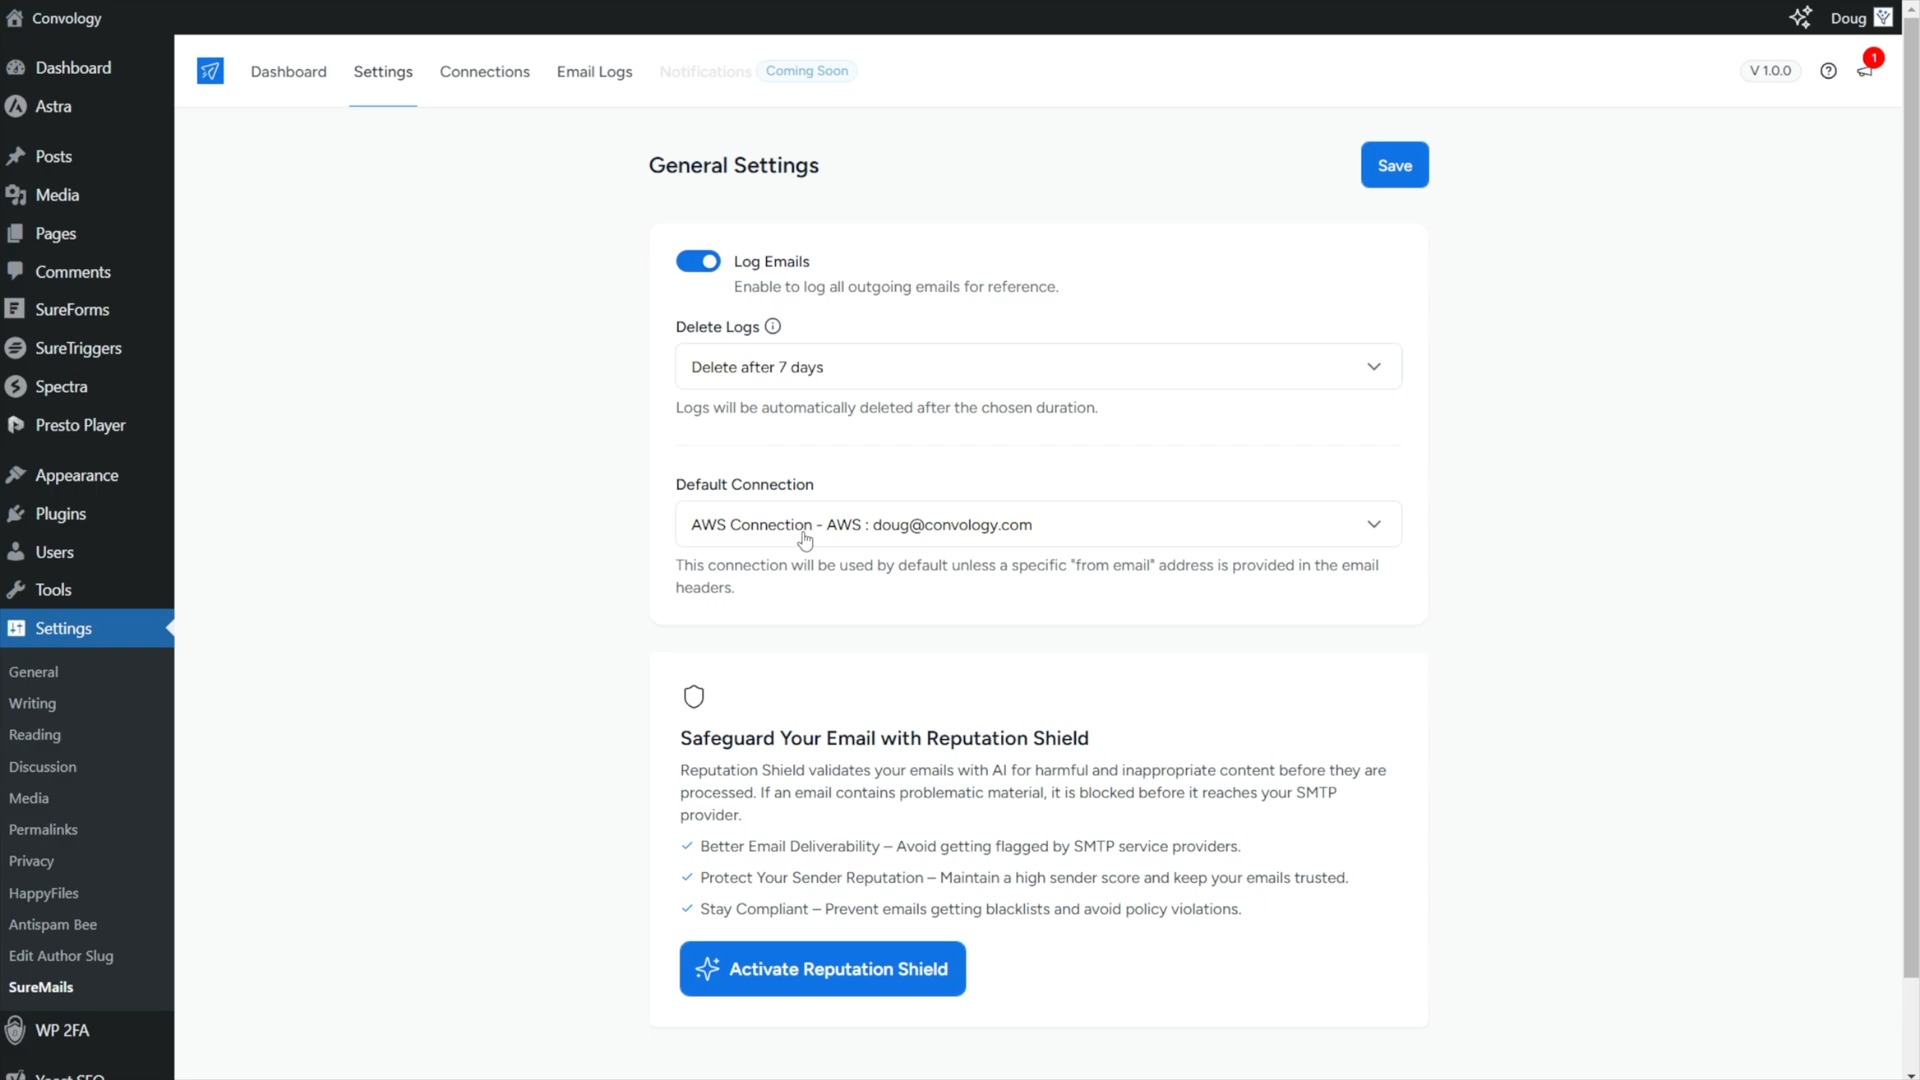 Convology
Doug
Dashboard
Astra
Posts
Media
Pages
Comments
SureForms
SureTriggers
Spectra
Presto Player
Appearance
Plugins
Users
Tools
Settings
General
Writing
Reading
Discussion
Media
Permalinks
Privacy
HappyFiles
Antispam Bee
Edit Author Slug
SureMails
WP 2FA
Yoast SEO
Dashboard Settings Connections Email Logs Notifications Coming Soon
V 1.0.0
1
General Settings
Save
Log Emails
Enable to log all outgoing emails for reference.
Delete Logs
Delete after 7 days
Logs will be automatically deleted after the chosen duration.
Default Connection
AWS Connection - AWS : doug@convology.com
This connection will be used by default unless a specific "from email" address is provided in the email
headers.
Safeguard Your Email with Reputation Shield
Reputation Shield validates your emails with AI for harmful and inappropriate content before they are
processed. If an email contains problematic material, it is blocked before it reaches your SMTP
provider.
Better Email Deliverability – Avoid getting flagged by SMTP service providers.
Protect Your Sender Reputation – Maintain a high sender score and keep your emails trusted.
Stay Compliant – Prevent emails getting blacklists and avoid policy violations.
Activate Reputation Shield